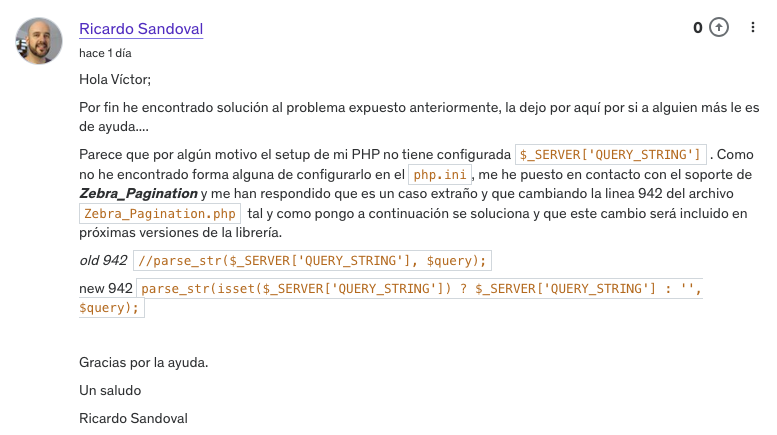 Ricardo Sandoval
0
hace 1 día
Hola Víctor;
Por fin he encontrado solución al problema expuesto anteriormente, la dejo por aquí por si a alguien más le es
de ayuda....
Parece que por algún motivo el setup de mi PHP no tiene configurada $_SERVER['QUERY_STRING'] . Como
no he encontrado forma alguna de configurarlo en el php.ini, me he puesto en contacto con el soporte de
Zebra_Pagination y me han respondido que es un caso extraño y que cambiando la linea 942 del archivo
Zebra_Pagination.php tal y como pongo a continuación se soluciona y que este cambio será incluido en
próximas versiones de la librería.
old 942 //parse_str($_SERVER['QUERY_STRING'], $query);
new 942 parse_str(isset($_SERVER['QUERY_STRING']) ? $_SERVER['QUERY_STRING'] : '',
$query);
Gracias por la ayuda.
Un saludo
Ricardo Sandoval